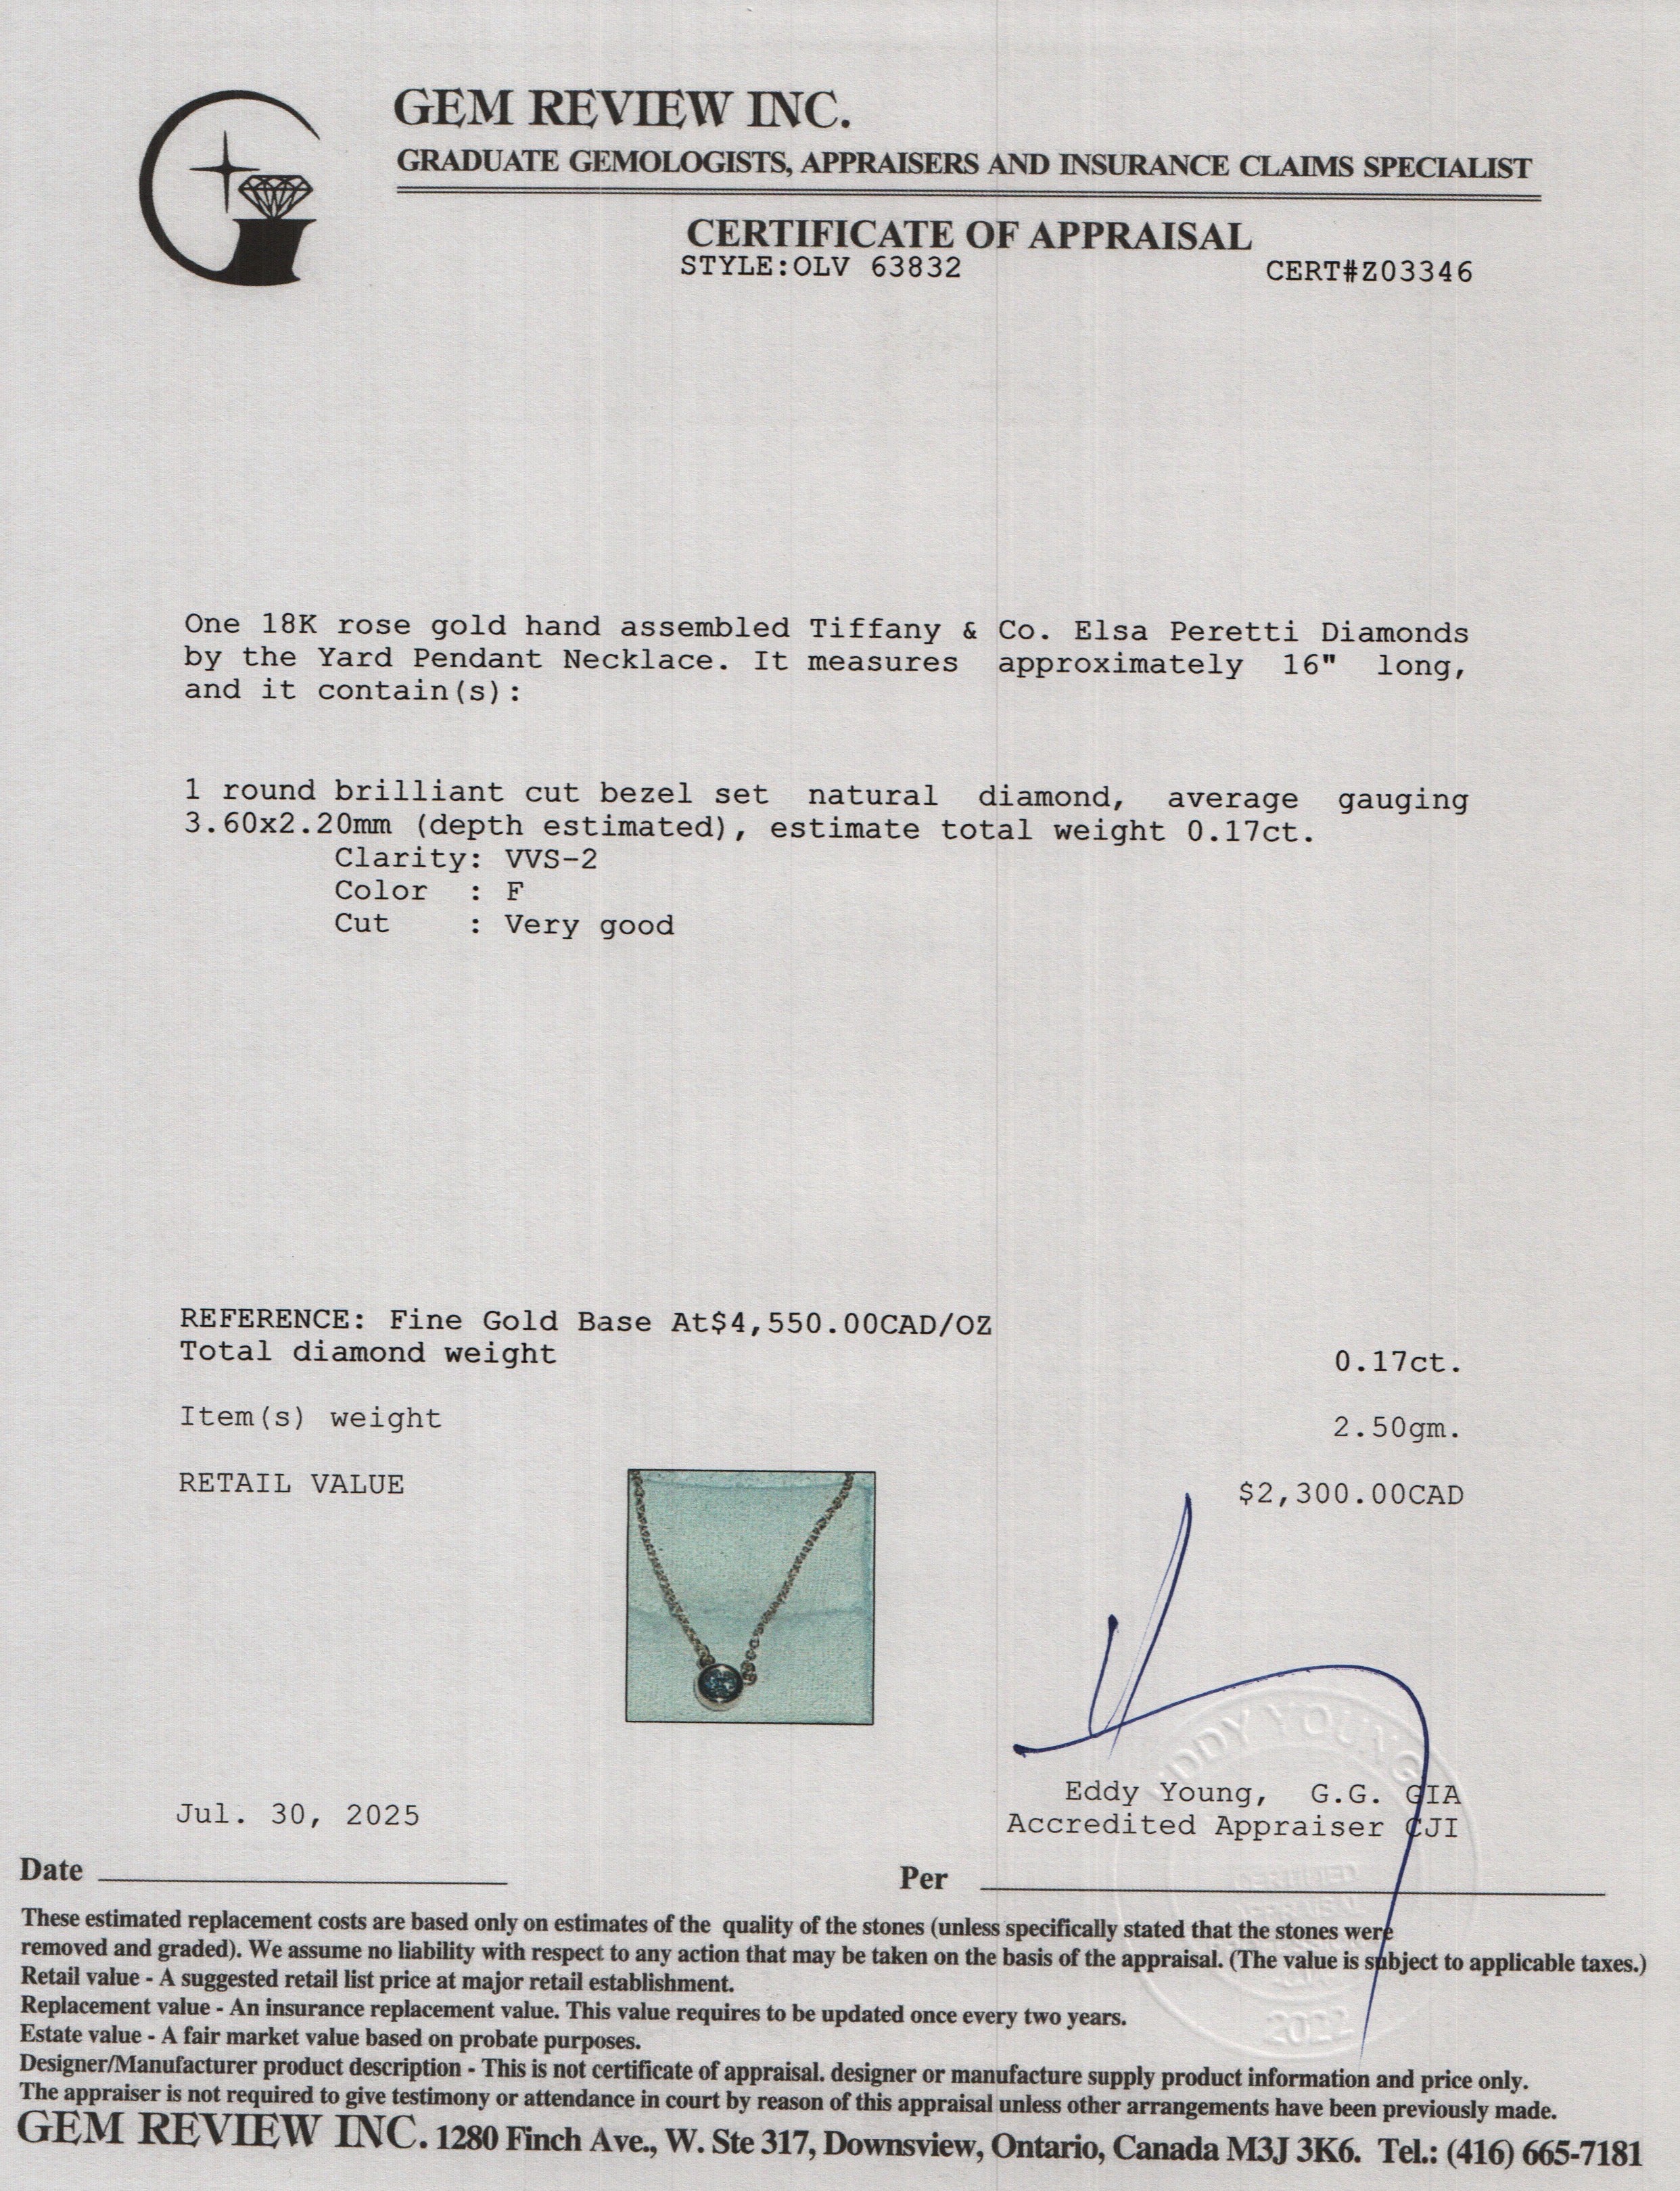 GEM REVIEW INC.
GRADUATE GEMOLOGISTS, APPRAISERS AND INSURANCE CLAIMS SPECIALIST
CERTIFICATE OF APPRAISAL
STYLE:OLV 63832
CERT#Z03346
One 18K rose gold hand assembled Tiffany & Co. Elsa Peretti Diamonds
by the Yard Pendant Necklace. It measures approximately 16" long,
and it contain(s):
1 round brilliant cut bezel set natural diamond, average gauging
3.60x2.20mm (depth estimated), estimate total weight 0.17ct.
Clarity: VVS-2
Color : F
Cut : Very good
REFERENCE: Fine Gold Base At$4,550.00CAD/OZ
Total diamond weight 0.17ct.
Item(s) weight 2.50gm.
RETAIL VALUE $2,300.00CAD
EDDY YOUNG
Eddy Young, G.G. GIA
Accredited Appraiser CJI
Jul. 30, 2025
Date
Per
CERTIFIED
APPRAISAL
2022
These estimated replacement costs are based only on estimates of the quality of the stones (unless specifically stated that the stones were
removed and graded). We assume no liability with respect to any action that may be taken on the basis of the appraisal. (The value is subject to applicable taxes.)
Retail value - A suggested retail list price at major retail establishment.
Replacement value - An insurance replacement value. This value requires to be updated once every two years.
Estate value - A fair market value based on probate purposes.
Designer/Manufacturer product description - This is not certificate of appraisal. designer or manufacture supply product information and price only.
The appraiser is not required to give testimony or attendance in court by reason of this appraisal unless other arrangements have been previously made.
GEM REVIEW INC. 1280 Finch Ave., W. Ste 317, Downsview, Ontario, Canada M3J 3K6. Tel.: (416) 665-7181